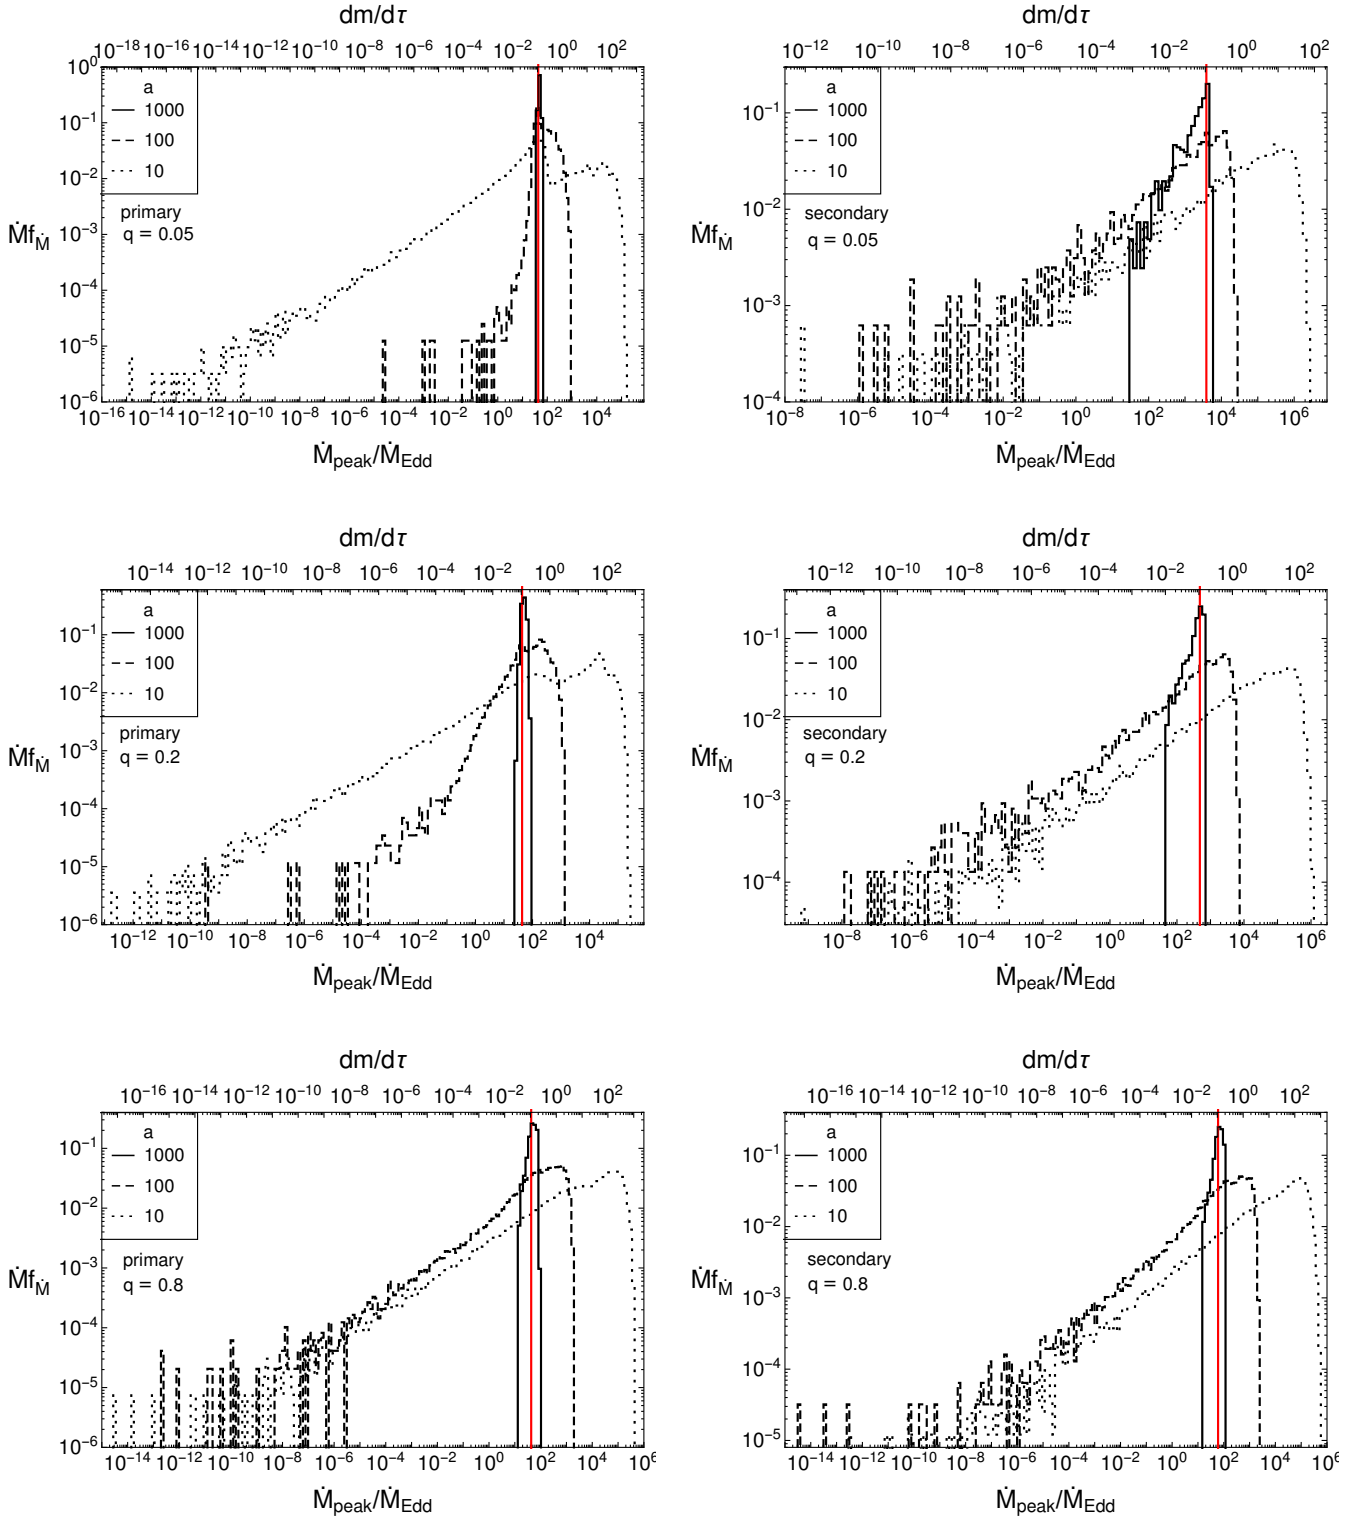 dm/dτ
10⁻¹⁸ 10⁻¹⁶ 10⁻¹⁴ 10⁻¹² 10⁻¹⁰ 10⁻⁸ 10⁻⁶ 10⁻⁴ 10⁻² 10⁰ 10²
10⁰
10⁻¹
10⁻²
10⁻³
10⁻⁴
10⁻⁵
10⁻⁶
a
1000
100
10
primary
q = 0.05
Ṁf_Ṁ
10⁻¹⁶ 10⁻¹⁴ 10⁻¹² 10⁻¹⁰ 10⁻⁸ 10⁻⁶ 10⁻⁴ 10⁻² 10⁰ 10² 10⁴
Ṁpeak/ṀEdd
dm/dτ
10⁻¹² 10⁻¹⁰ 10⁻⁸ 10⁻⁶ 10⁻⁴ 10⁻² 10⁰ 10²
10⁻¹
10⁻²
10⁻³
10⁻⁴
a
1000
100
10
secondary
q = 0.05
Ṁf_Ṁ
10⁻⁸ 10⁻⁶ 10⁻⁴ 10⁻² 10⁰ 10² 10⁴ 10⁶
Ṁpeak/ṀEdd
dm/dτ
10⁻¹⁴ 10⁻¹² 10⁻¹⁰ 10⁻⁸ 10⁻⁶ 10⁻⁴ 10⁻² 10⁰ 10²
10⁻¹
10⁻²
10⁻³
10⁻⁴
10⁻⁵
10⁻⁶
a
1000
100
10
primary
q = 0.2
Ṁf_Ṁ
10⁻¹² 10⁻¹⁰ 10⁻⁸ 10⁻⁶ 10⁻⁴ 10⁻² 10⁰ 10² 10⁴
Ṁpeak/ṀEdd
dm/dτ
10⁻¹² 10⁻¹⁰ 10⁻⁸ 10⁻⁶ 10⁻⁴ 10⁻² 10⁰ 10²
10⁻¹
10⁻²
10⁻³
10⁻⁴
a
1000
100
10
secondary
q = 0.2
Ṁf_Ṁ
10⁻⁸ 10⁻⁶ 10⁻⁴ 10⁻² 10⁰ 10² 10⁴ 10⁶
Ṁpeak/ṀEdd
dm/dτ
10⁻¹⁶ 10⁻¹⁴ 10⁻¹² 10⁻¹⁰ 10⁻⁸ 10⁻⁶ 10⁻⁴ 10⁻² 10⁰ 10²
10⁻¹
10⁻²
10⁻³
10⁻⁴
10⁻⁵
10⁻⁶
a
1000
100
10
primary
q = 0.8
Ṁf_Ṁ
10⁻¹⁴ 10⁻¹² 10⁻¹⁰ 10⁻⁸ 10⁻⁶ 10⁻⁴ 10⁻² 10⁰ 10² 10⁴ 10⁶
Ṁpeak/ṀEdd
dm/dτ
10⁻¹⁶ 10⁻¹⁴ 10⁻¹² 10⁻¹⁰ 10⁻⁸ 10⁻⁶ 10⁻⁴ 10⁻² 10⁰ 10²
10⁻¹
10⁻²
10⁻³
10⁻⁴
10⁻⁵
a
1000
100
10
secondary
q = 0.8
Ṁf_Ṁ
10⁻¹⁴ 10⁻¹² 10⁻¹⁰ 10⁻⁸ 10⁻⁶ 10⁻⁴ 10⁻² 10⁰ 10² 10⁴ 10⁶
Ṁpeak/ṀEdd